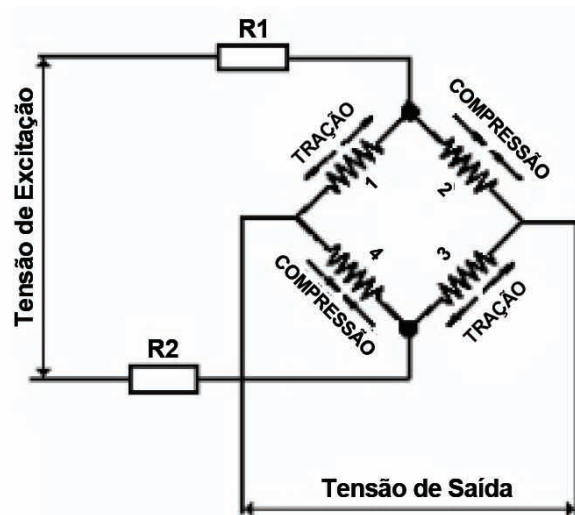 R1
Tensão de Excitação
TRAÇÃO
COMPRESSÃO
1
2
4
3
COMPRESSÃO
TRAÇÃO
R2
Tensão de Saída